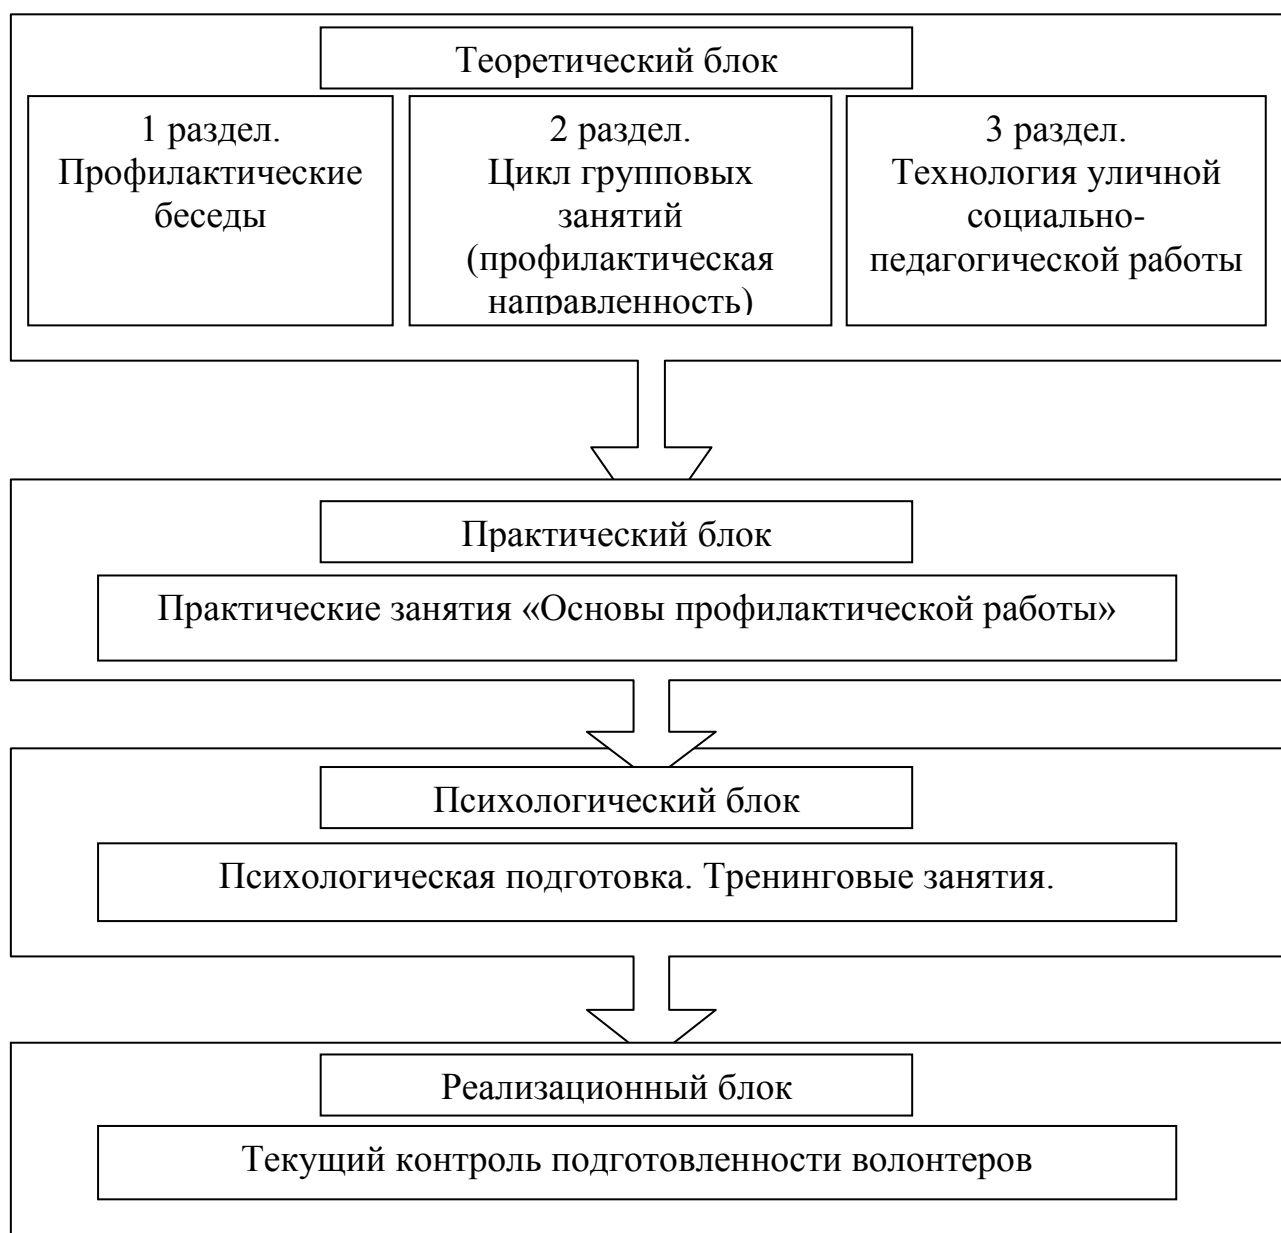 Теоретический блок
1 раздел.
Профилактические
беседы
2 раздел.
Цикл групповых
занятий
(профилактическая
направленность)
3 раздел.
Технология уличной
социально-
педагогической работы
Практический блок
Практические занятия «Основы профилактической работы»
Психологический блок
Психологическая подготовка. Тренинговые занятия.
Реализационный блок
Текущий контроль подготовленности волонтеров